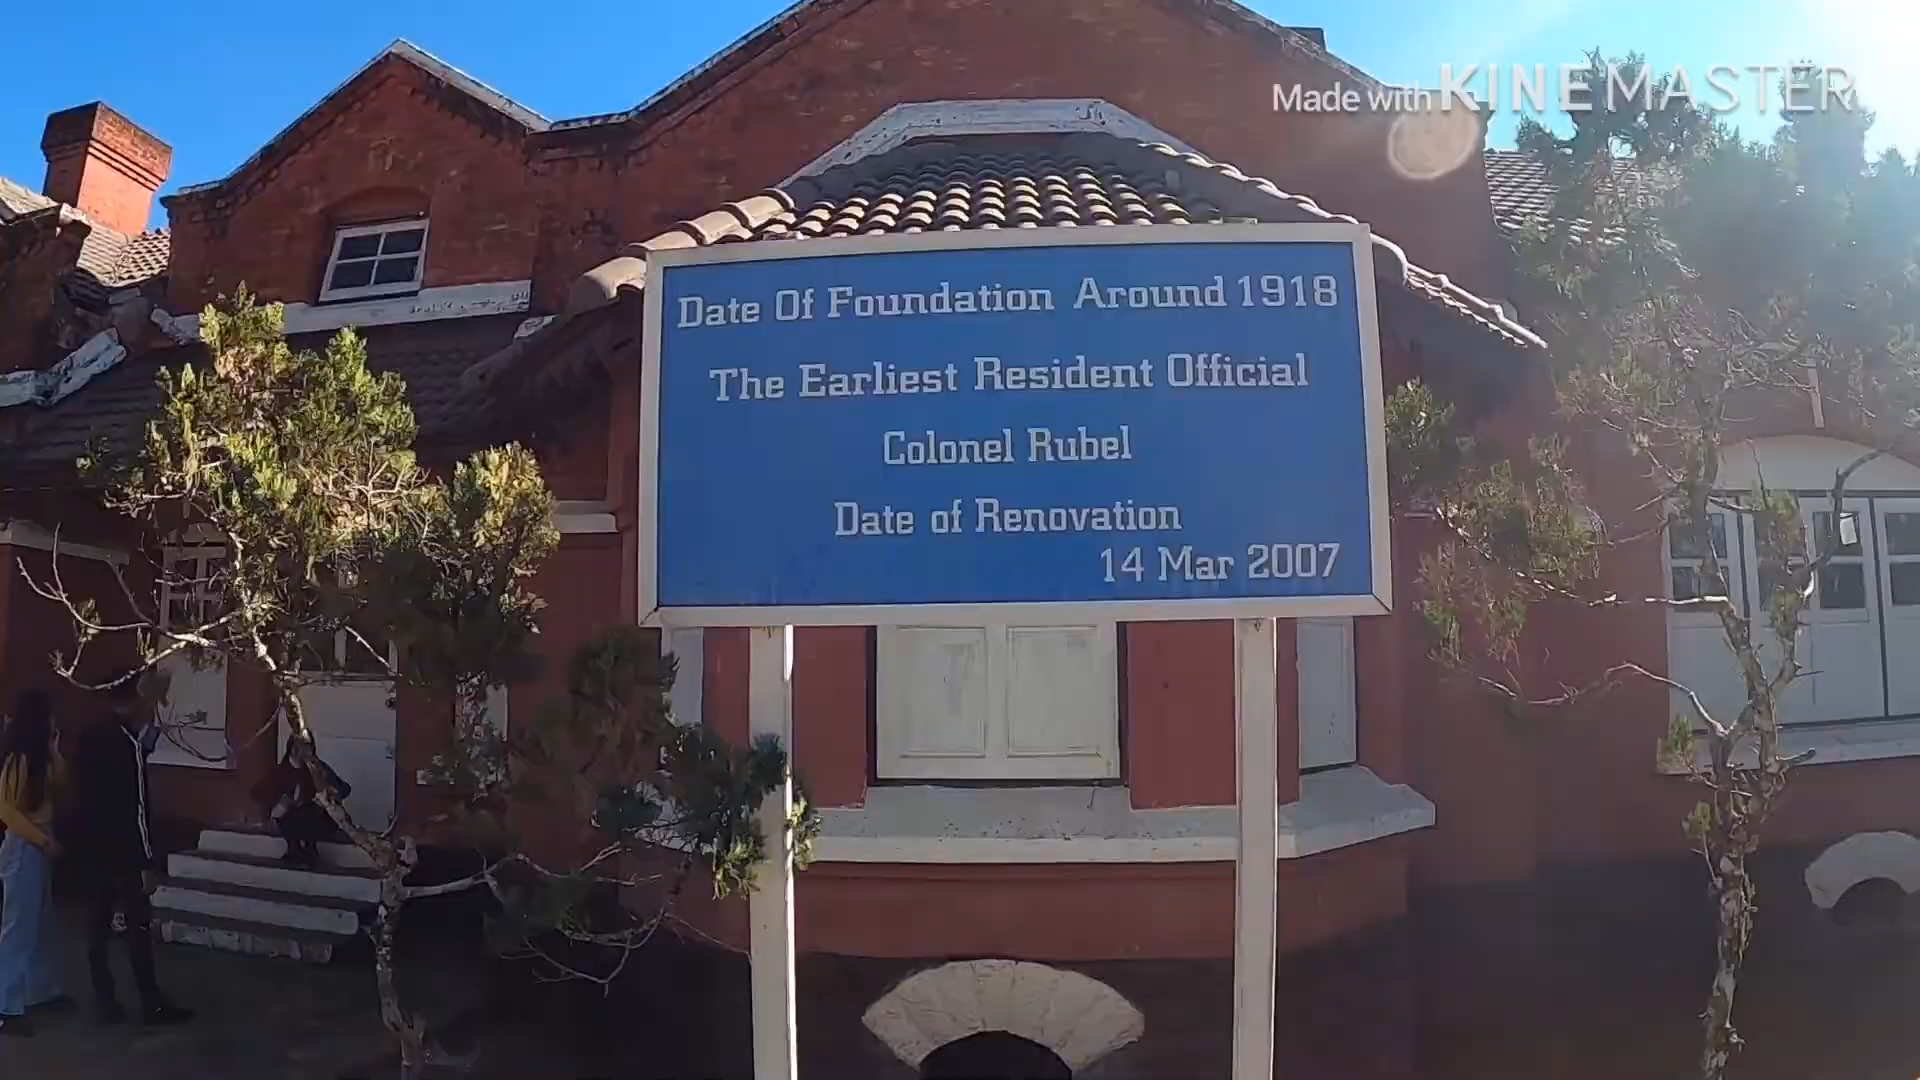 Made with KINEMASTER
Date Of Foundation Around 1918
The Earliest Resident Official
Colonel Rubel
Date of Renovation
14 Mar 2007